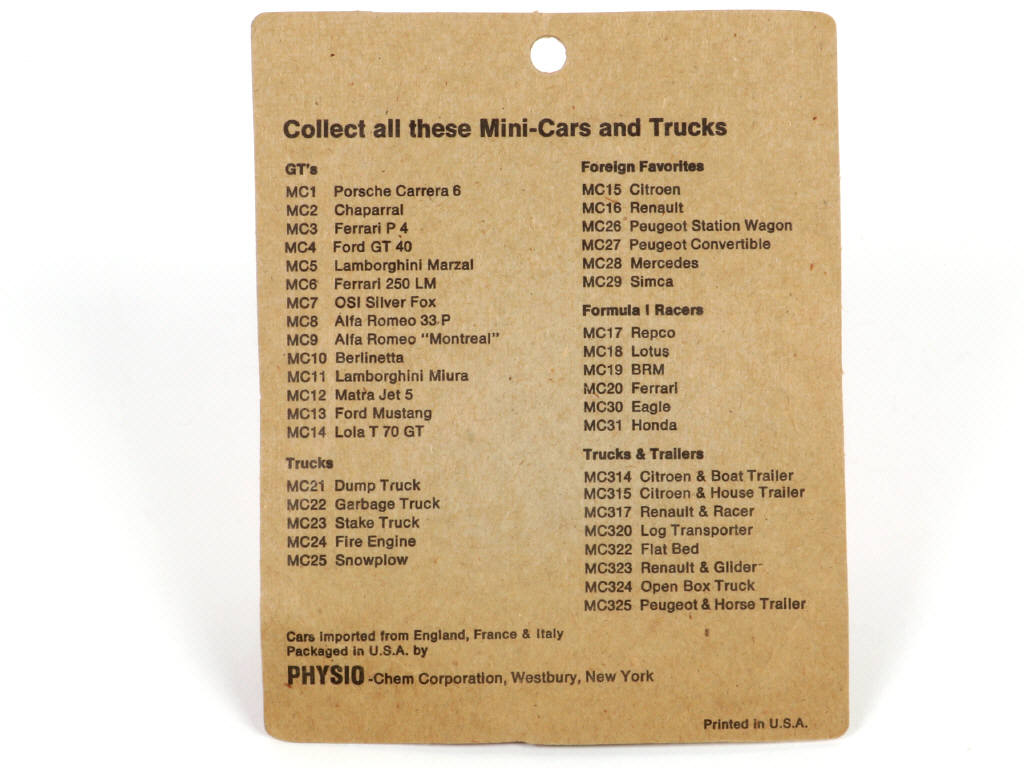 Collect all these Mini-Cars and Trucks
GT's
MC1 Porsche Carrera 6
MC2 Chaparral
MC3 Ferrari P 4
MC4 Ford GT 40
MC5 Lamborghini Marzal
MC6 Ferrari 250 LM
MC7 OSI Silver Fox
MC8 Alfa Romeo 33 P
MC9 Alfa Romeo "Montreal"
MC10 Berlinetta
MC11 Lamborghini Miura
MC12 Matra Jet 5
MC13 Ford Mustang
MC14 Lola T 70 GT
Trucks
MC21 Dump Truck
MC22 Garbage Truck
MC23 Stake Truck
MC24 Fire Engine
MC25 Snowplow
Foreign Favorites
MC15 Citroen
MC16 Renault
MC26 Peugeot Station Wagon
MC27 Peugeot Convertible
MC28 Mercedes
MC29 Simca
Formula I Racers
MC17 Repco
MC18 Lotus
MC19 BRM
MC20 Ferrari
MC30 Eagle
MC31 Honda
Trucks & Trailers
MC314 Citroen & Boat Trailer
MC315 Citroen & House Trailer
MC317 Renault & Racer
MC320 Log Transporter
MC322 Flat Bed
MC323 Renault & Glider
MC324 Open Box Truck
MC325 Peugeot & Horse Trailer
Cars imported from England, France & Italy
Packaged in U.S.A. by
PHYSIO-Chem Corporation, Westbury, New York
Printed in U.S.A.